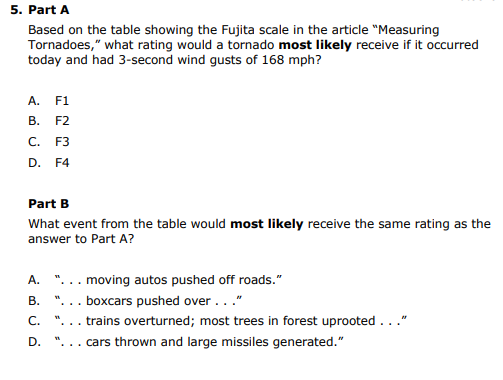 5. Part A
Based on the table showing the Fujita scale in the article “Measuring
Tornadoes,” what rating would a tornado most likely receive if it occurred
today and had 3-second wind gusts of 168 mph?
A. F1
B. F2
C. F3
D. F4
Part B
What event from the table would most likely receive the same rating as the
answer to Part A?
A. “. . . moving autos pushed off roads.”
B. “. . . boxcars pushed over . . .”
C. “. . . trains overturned; most trees in forest uprooted . . .”
D. “. . . cars thrown and large missiles generated.”